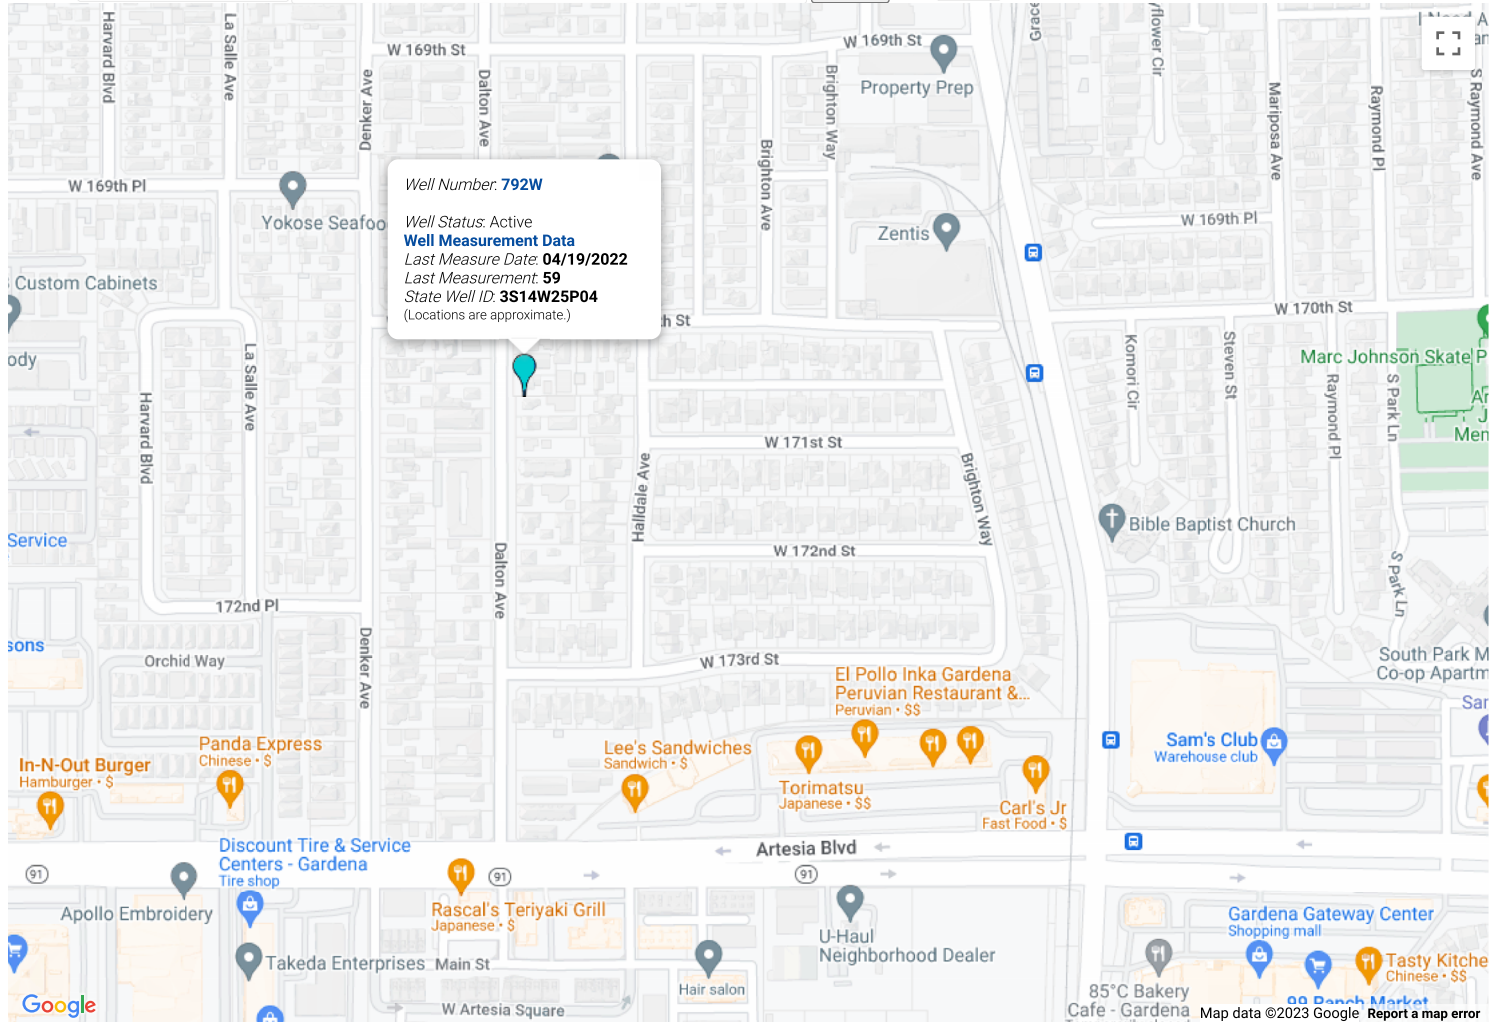 Harvard Blvd
La Salle Ave
W 169th St
Denker Ave
Dalton Ave
W 169th St
Property Prep
Brighton Way
Brighton Ave
Mariposa Ave
Raymond Pl
S Raymond Ave
W 169th Pl
Yokose Seafoo
Well Number: 792W
Well Status: Active
Well Measurement Data
Last Measure Date: 04/19/2022
Last Measurement: 59
State Well ID: 3S14W25P04
(Locations are approximate.)
Zentis
W 169th Pl
Custom Cabinets
h St
W 170th St
ody
La Salle Ave
Harvard Blvd
Komori Cir
Steven St
Marc Johnson Skate P
Raymond Pl
S Park Ln
Ar
J
Men
W 171st St
Halldale Ave
Brighton Way
Service
Bible Baptist Church
W 172nd St
Dalton Ave
S Park Ln
172nd Pl
sons
Orchid Way
Denker Ave
W 173rd St
South Park M
Co-op Apartm
El Pollo Inka Gardena
Peruvian Restaurant &...
Peruvian • $$
Sar
In-N-Out Burger
Hamburger • $
Panda Express
Chinese • $
Lee's Sandwiches
Sandwich • $
Torimatsu
Japanese • $$
Carl's Jr
Fast Food • $
Sam's Club
Warehouse club
Discount Tire & Service
Centers - Gardena
Tire shop
Artesia Blvd
91
91
91
Apollo Embroidery
Rascal's Teriyaki Grill
Japanese • $
Gardena Gateway Center
Shopping mall
U-Haul
Neighborhood Dealer
Takeda Enterprises
Main St
Hair salon
Tasty Kitche
Chinese • $$
85°C Bakery
Cafe - Gardena
99 Ranch Market
W Artesia Square
Google
Map data ©2023 Google
Report a map error